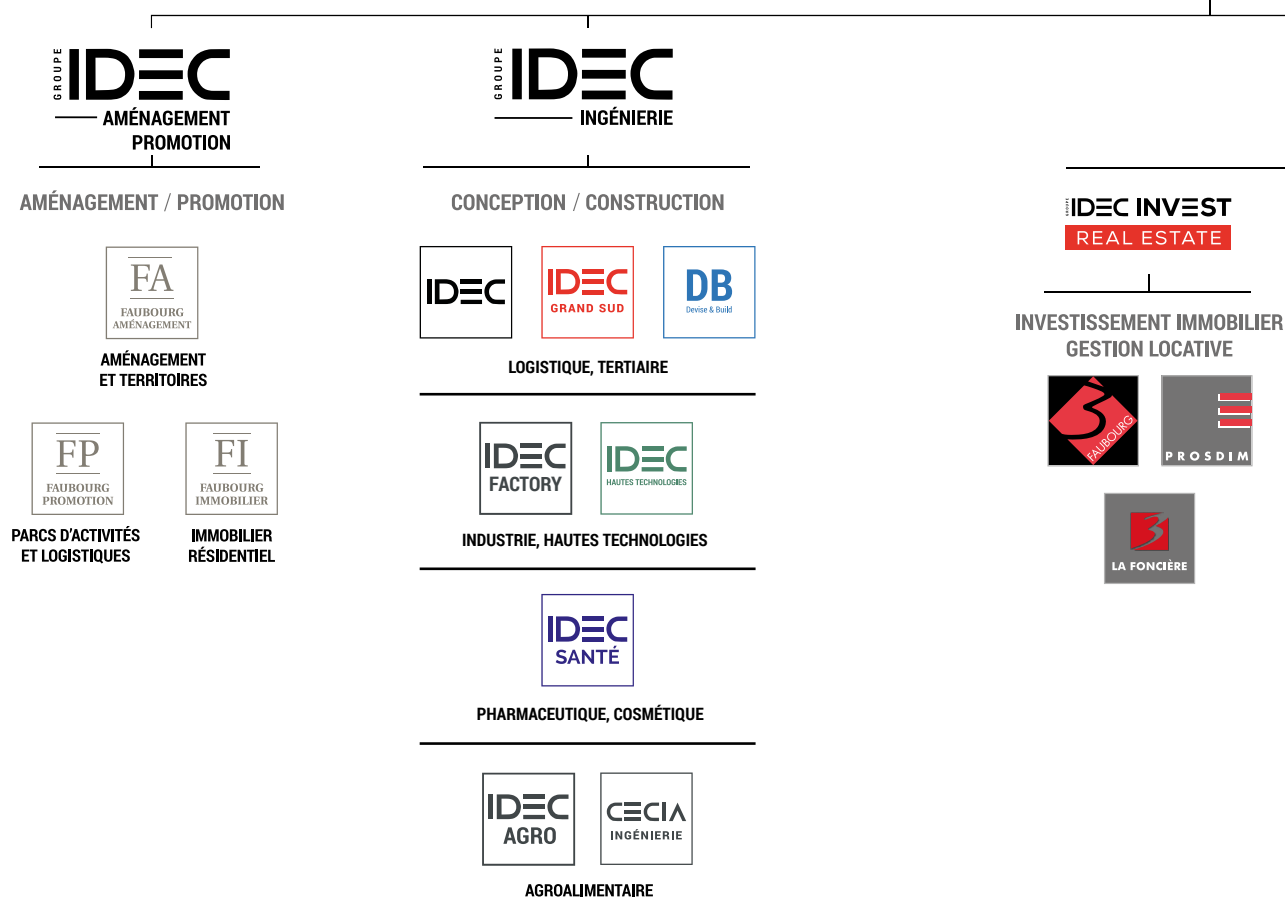 GROUPE
IDEC
AMÉNAGEMENT
PROMOTION
AMÉNAGEMENT / PROMOTION
FA
FAUBOURG
AMÉNAGEMENT
AMÉNAGEMENT
ET TERRITOIRES
FP
FAUBOURG
PROMOTION
PARCS D'ACTIVITÉS
ET LOGISTIQUES
FI
FAUBOURG
IMMOBILIER
IMMOBILIER
RÉSIDENTIEL
GROUPE
IDEC
INGÉNIERIE
CONCEPTION / CONSTRUCTION
IDEC
IDEC
GRAND SUD
DB
Devise & Build
LOGISTIQUE, TERTIAIRE
IDEC
FACTORY
IDEC
HAUTES TECHNOLOGIES
INDUSTRIE, HAUTES TECHNOLOGIES
IDEC
SANTÉ
PHARMACEUTIQUE, COSMÉTIQUE
IDEC
AGRO
CECIA
INGÉNIERIE
AGROALIMENTAIRE
GROUPE
IDEC INVEST
REAL ESTATE
INVESTISSEMENT IMMOBILIER
GESTION LOCATIVE
3
FAUBOURG
PROSDIM
3
LA FONCIÈRE